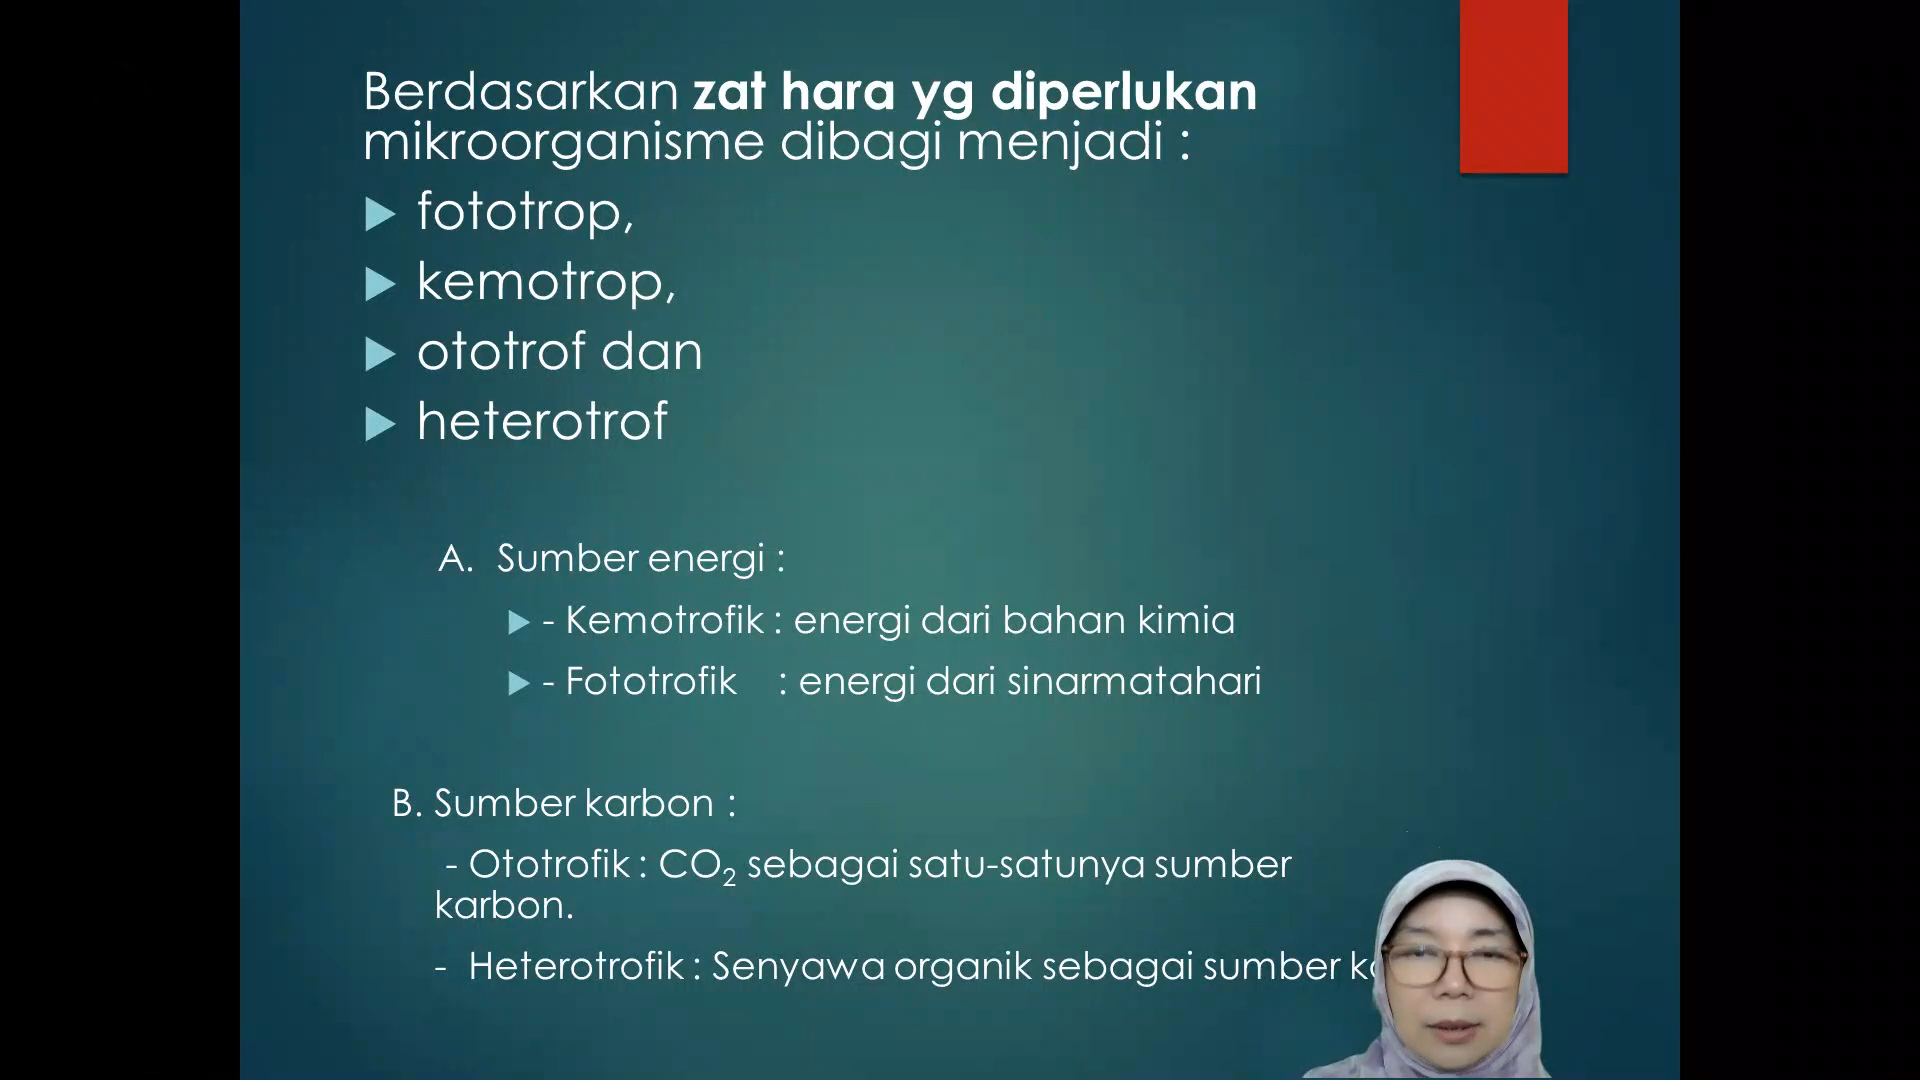 Berdasarkan zat hara yg diperlukan
mikroorganisme dibagi menjadi :
fototrop,
kemotrop,
ototrof dan
heterotrof
A. Sumber energi :
- Kemotrofik : energi dari bahan kimia
- Fototrofik : energi dari sinarmatahari
B. Sumber karbon :
- Ototrofik : CO₂ sebagai satu-satunya sumber
karbon.
- Heterotrofik : Senyawa organik sebagai sumber